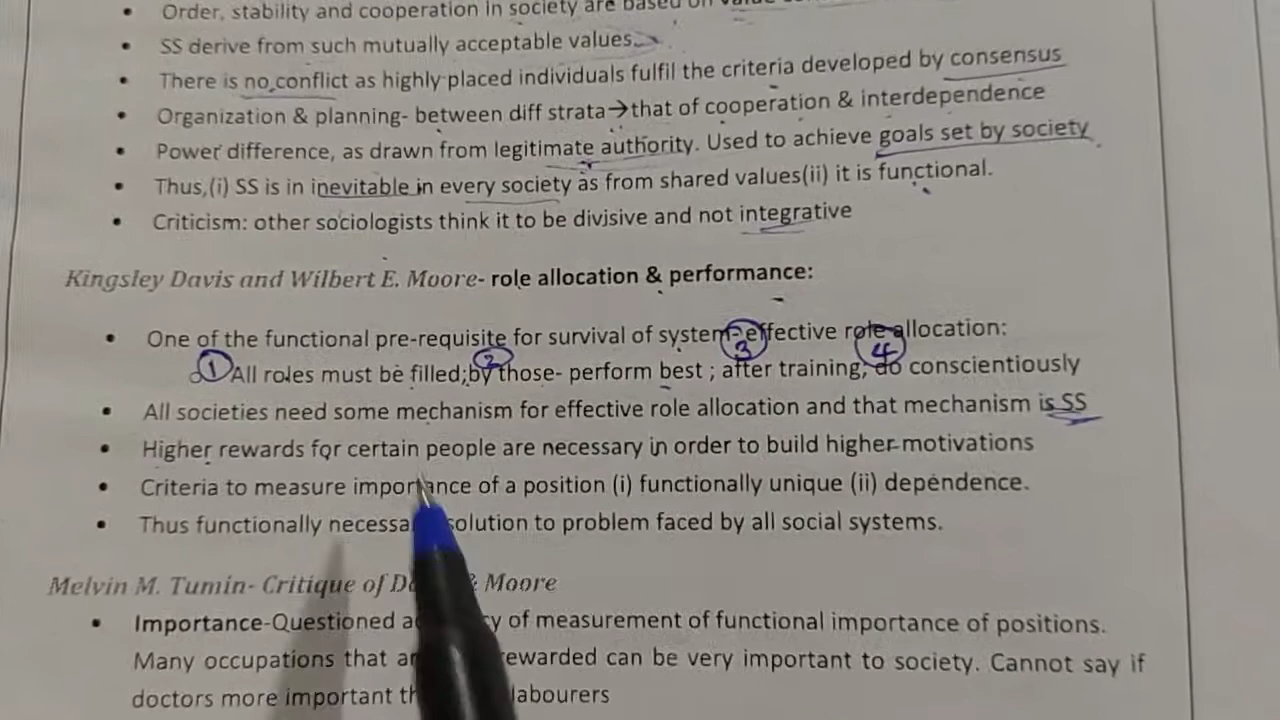 • Order, stability and cooperation in society are based on value
• SS derive from such mutually acceptable values.
• There is no conflict as highly placed individuals fulfil the criteria developed by consensus
• Organization & planning- between diff strata→that of cooperation & interdependence
• Power difference, as drawn from legitimate authority. Used to achieve goals set by society
• Thus,(i) SS is in inevitable in every society as from shared values(ii) it is functional.
• Criticism: other sociologists think it to be divisive and not integrative
Kingsley Davis and Wilbert E. Moore- role allocation & performance:
• One of the functional pre-requisite for survival of system- effective role allocation:
1 2 3 4
o All roles must be filled;by those- perform best ; after training; do conscientiously
• All societies need some mechanism for effective role allocation and that mechanism is SS
• Higher rewards for certain people are necessary in order to build higher motivations
• Criteria to measure importance of a position (i) functionally unique (ii) dependence.
• Thus functionally necessa solution to problem faced by all social systems.
Melvin M. Tumin- Critique of D & Moore
• Importance-Questioned a y of measurement of functional importance of positions.
Many occupations that a rewarded can be very important to society. Cannot say if
doctors more important th labourers